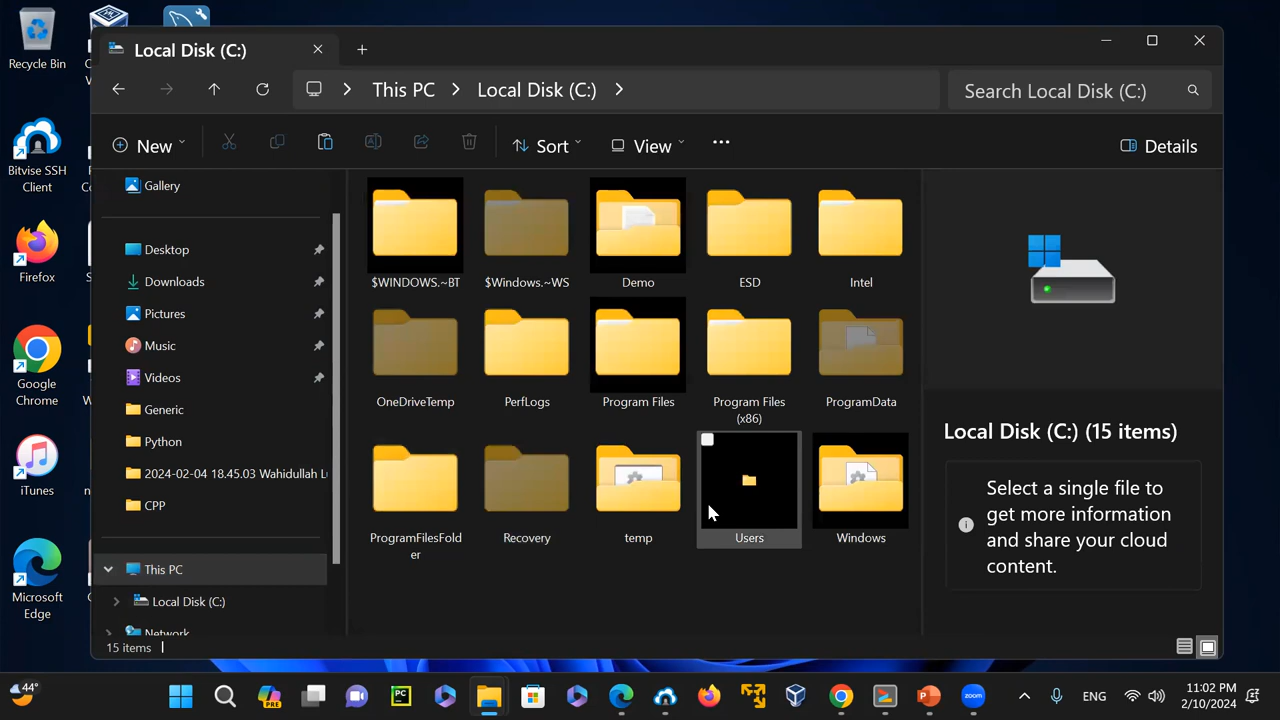 Recycle Bin
Bitvise SSH
Client
Firefox
Google
Chrome
iTunes
Microsoft
Edge
Local Disk (C:)
This PC
Local Disk (C:)
Search Local Disk (C:)
New
Sort
View
Details
Gallery
Desktop
Downloads
Pictures
Music
Videos
Generic
Python
2024-02-04 18.45.03 Wahidullah
CPP
This PC
Local Disk (C:)
Network
$WINDOWS.~BT
$Windows.~WS
Demo
ESD
Intel
OneDriveTemp
PerfLogs
Program Files
Program Files
(x86)
ProgramData
ProgramFilesFold
er
Recovery
temp
Users
Windows
Local Disk (C:) (15 items)
Select a single file to
get more information
and share your cloud
content.
15 items
44°
PRE
PC
ENG
11:02 PM
2/10/2024